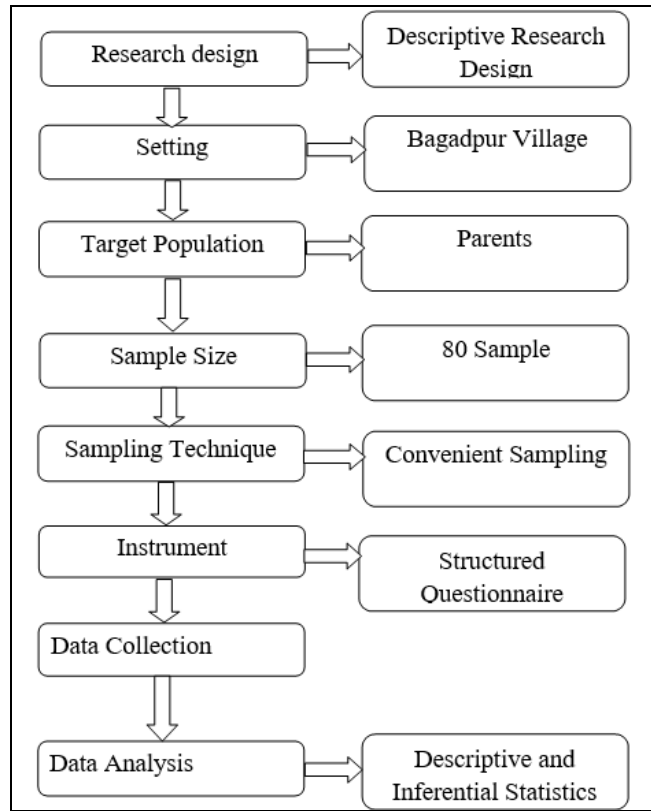 Research design
Descriptive Research
Design
Setting
Bagadpur Village
Target Population
Parents
Sample Size
80 Sample
Sampling Technique
Convenient Sampling
Instrument
Structured
Questionnaire
Data Collection
Data Analysis
Descriptive and
Inferential Statistics